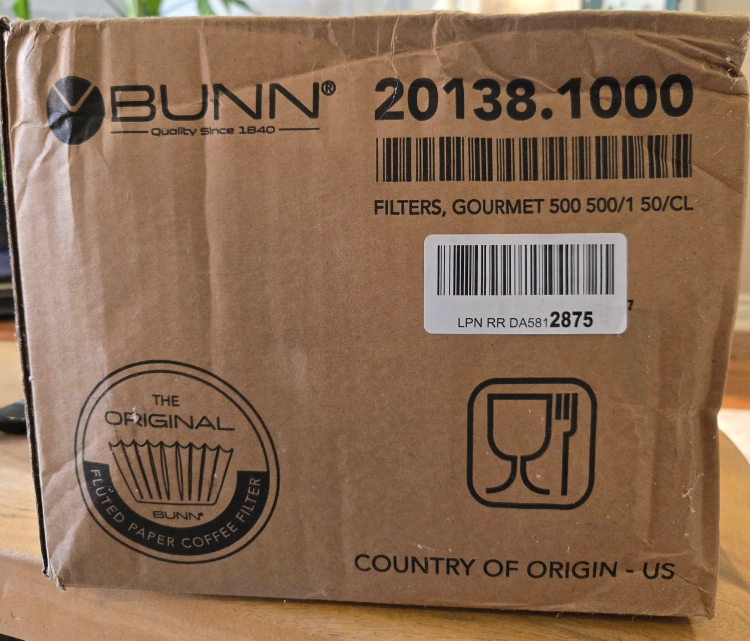 BUNN®
Quality Since 1840
20138.1000
FILTERS, GOURMET 500 500/1 50/CL
7
LPN RR DA5812875
THE
ORIGINAL
BUNN®
FLUTED PAPER COFFEE FILTER
COUNTRY OF ORIGIN - US